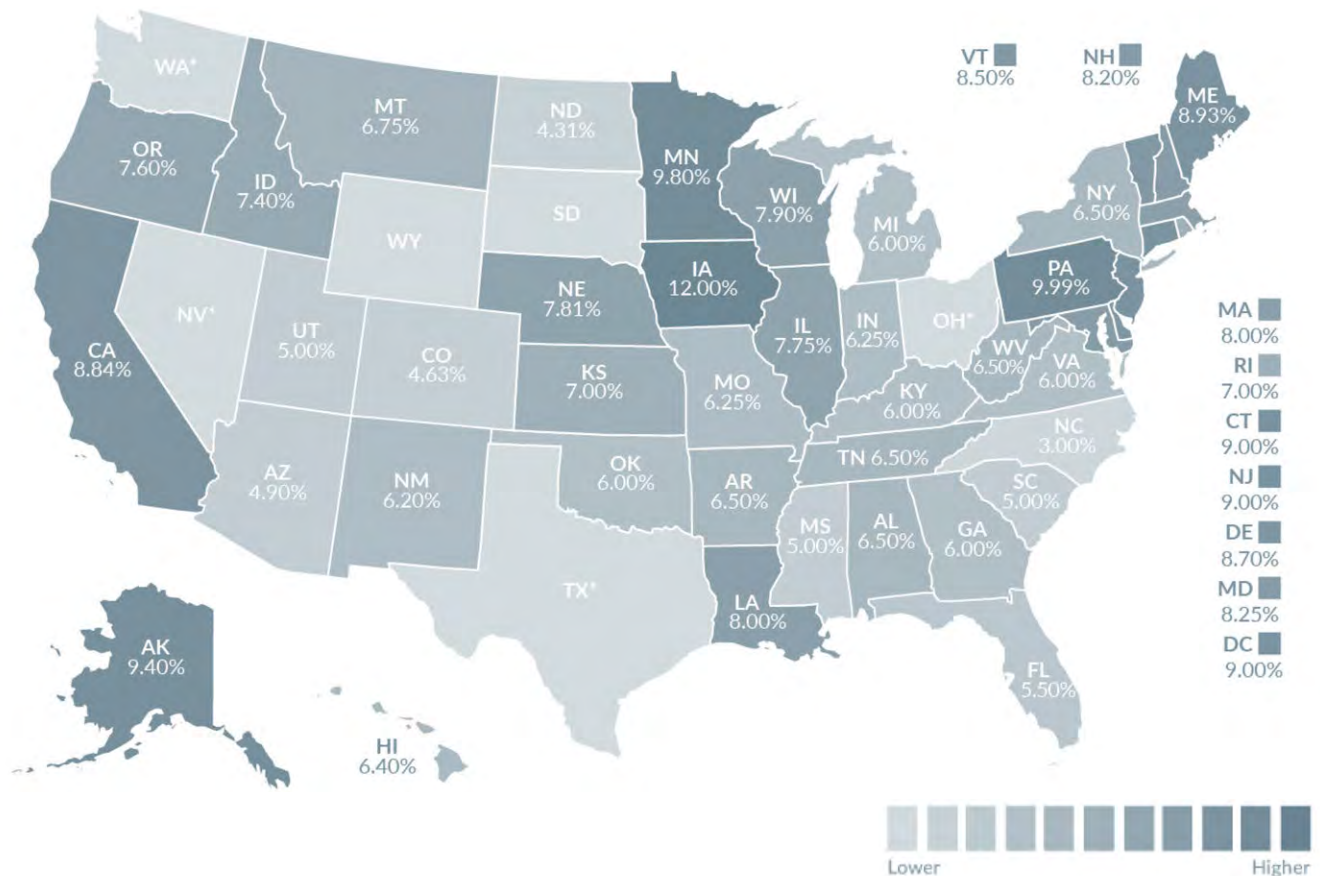 VT
8.50%
NH
8.20%
ME
8.93%
WA*
MT
6.75%
ND
4.31%
OR
7.60%
ID
7.40%
MN
9.80%
WI
7.90%
MI
6.00%
NY
6.50%
WY
SD
IA
12.00%
PA
9.99%
NE
7.81%
NV*
UT
5.00%
CO
4.63%
IL
7.75%
IN
6.25%
OH*
MA
8.00%
CA
8.84%
KS
7.00%
MO
6.25%
KY
6.00%
WV
6.50%
VA
6.00%
RI
7.00%
CT
9.00%
NC
3.00%
AZ
4.90%
NM
6.20%
OK
6.00%
AR
6.50%
TN 6.50%
SC
5.00%
NJ
9.00%
MS
5.00%
AL
6.50%
GA
6.00%
DE
8.70%
TX*
LA
8.00%
MD
8.25%
AK
9.40%
FL
5.50%
DC
9.00%
HI
6.40%
Lower
Higher